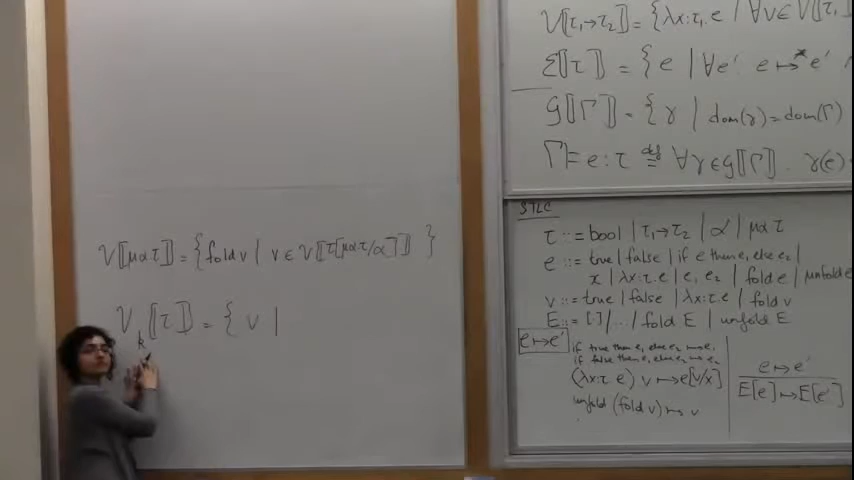 V⟦μα.τ⟧ = {fold v | v ∈ V⟦τ[μα.τ/α]⟧ }
V_k⟦τ⟧ = { v |
V⟦τ₁→τ₂⟧ = {λx:τ₁.e | ∀v∈ V⟦τ₁
E⟦τ⟧ = { e | ∀e'. e ↦* e'
G⟦Γ⟧ = { γ | dom(γ) = dom(Γ)
Γ ⊨ e : τ ≝ ∀γ∈G⟦Γ⟧. γ(e)
STLC
τ ::= bool | τ₁→τ₂ | α | μα.τ
e ::= true | false | if e then e₁ else e₂ |
x | λx:τ.e | e₁ e₂ | fold e | unfold e
v ::= true | false | λx:τ.e | fold v
E ::= [·] | ... | fold E | unfold E
e ↦ e'
if true then e₁ else e₂ ↦ e₁
if false then e₁ else e₂ ↦ e₂
(λx:τ.e) v ↦ e[v/x]
unfold (fold v) ↦ v
e ↦ e'
E[e] ↦ E[e']